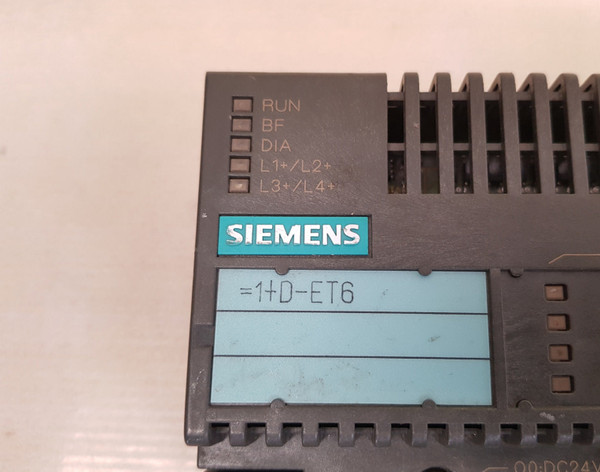 RUN
BF
DIA
L1+/L2+
L3+/L4+
SIEMENS
=1+D-ET6